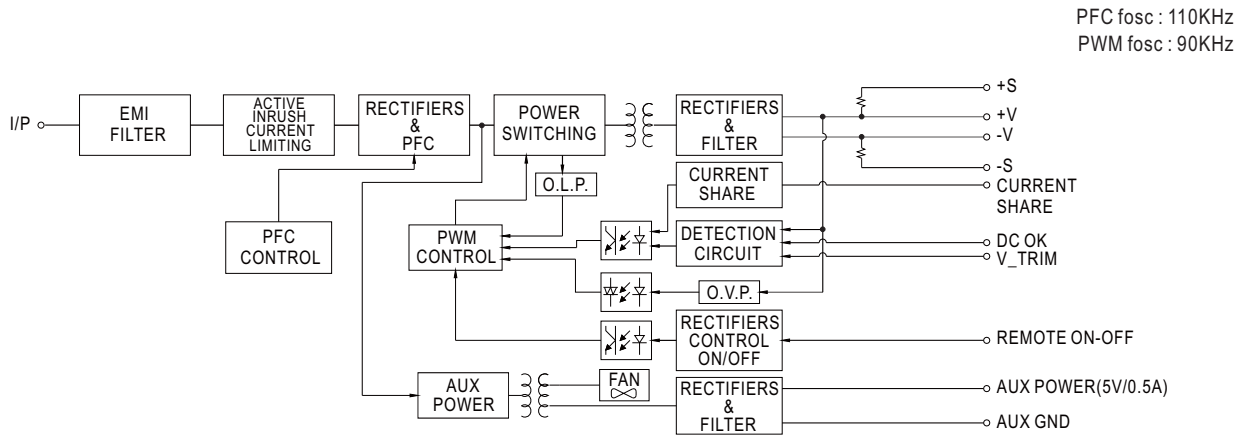 PFC fosc : 110KHz
PWM fosc : 90KHz
I/P
EMI
FILTER
ACTIVE
INRUSH
CURRENT
LIMITING
RECTIFIERS
&
PFC
POWER
SWITCHING
RECTIFIERS
&
FILTER
+S
+V
-V
-S
O.L.P.
CURRENT
SHARE
CURRENT
SHARE
PFC
CONTROL
PWM
CONTROL
DETECTION
CIRCUIT
DC OK
V_TRIM
O.V.P.
RECTIFIERS
CONTROL
ON/OFF
REMOTE ON-OFF
AUX
POWER
FAN
RECTIFIERS
&
FILTER
AUX POWER(5V/0.5A)
AUX GND